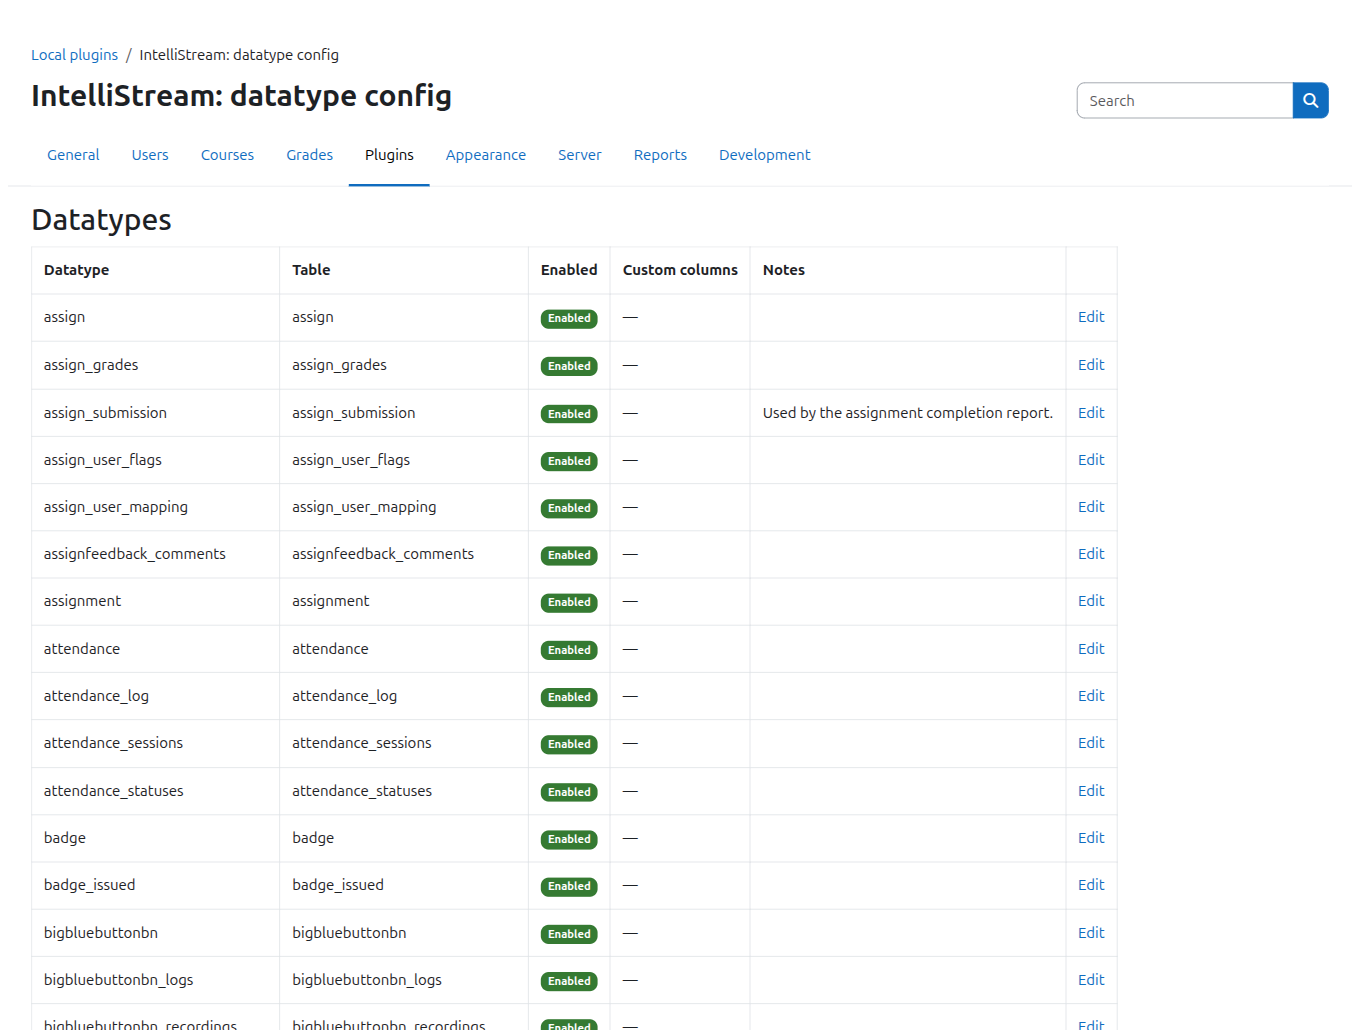 Local plugins / IntelliStream: datatype config
IntelliStream: datatype config
Search
General Users Courses Grades Plugins Appearance Server Reports Development
Datatypes
Datatype Table Enabled Custom columns Notes
assign assign Enabled — Edit
assign_grades assign_grades Enabled — Edit
assign_submission assign_submission Enabled — Used by the assignment completion report. Edit
assign_user_flags assign_user_flags Enabled — Edit
assign_user_mapping assign_user_mapping Enabled — Edit
assignfeedback_comments assignfeedback_comments Enabled — Edit
assignment assignment Enabled — Edit
attendance attendance Enabled — Edit
attendance_log attendance_log Enabled — Edit
attendance_sessions attendance_sessions Enabled — Edit
attendance_statuses attendance_statuses Enabled — Edit
badge badge Enabled — Edit
badge_issued badge_issued Enabled — Edit
bigbluebuttonbn bigbluebuttonbn Enabled — Edit
bigbluebuttonbn_logs bigbluebuttonbn_logs Enabled — Edit
bigbluebuttonbn_recordings bigbluebuttonbn_recordings Enabled — Edit